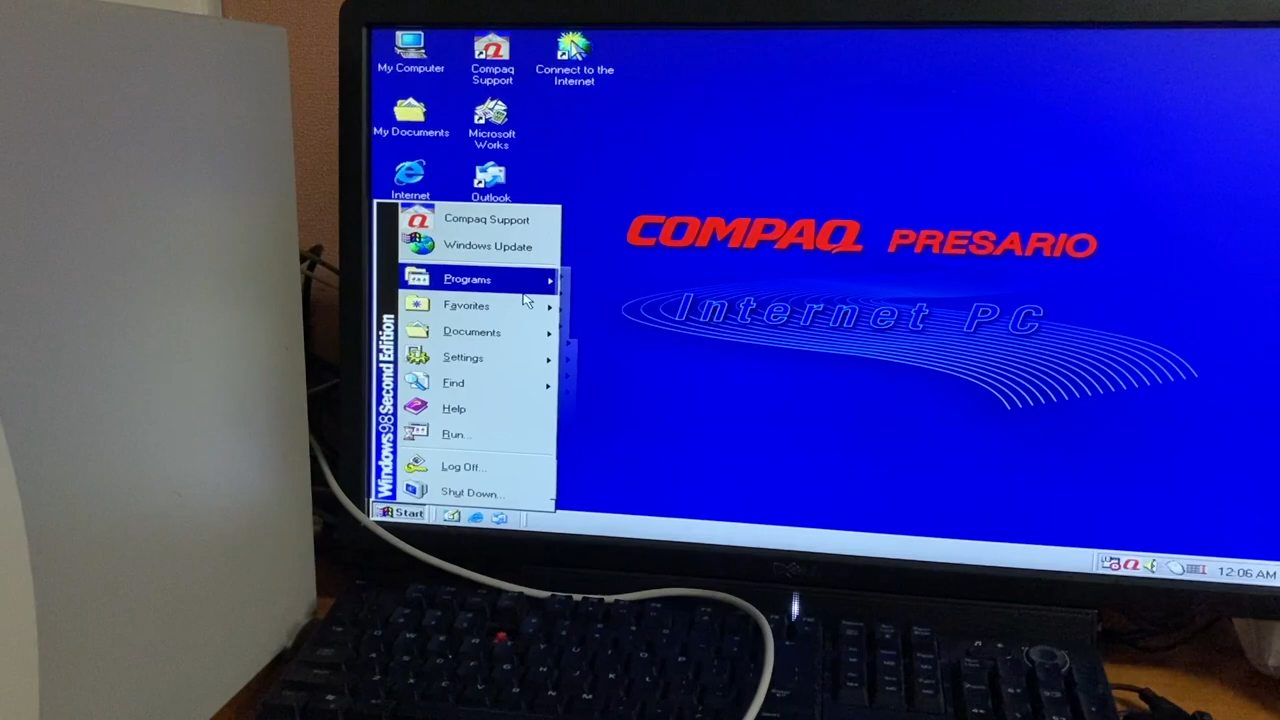 My Computer
Compaq
Support
Connect to the
Internet
My Documents
Microsoft
Works
Internet
Outlook
Compaq Support
Windows Update
Programs
Favorites
Documents
Settings
Find
Help
Run...
Log Off...
Shut Down...
Windows98 Second Edition
Start
COMPAQ PRESARIO
Internet PC
12:06 AM